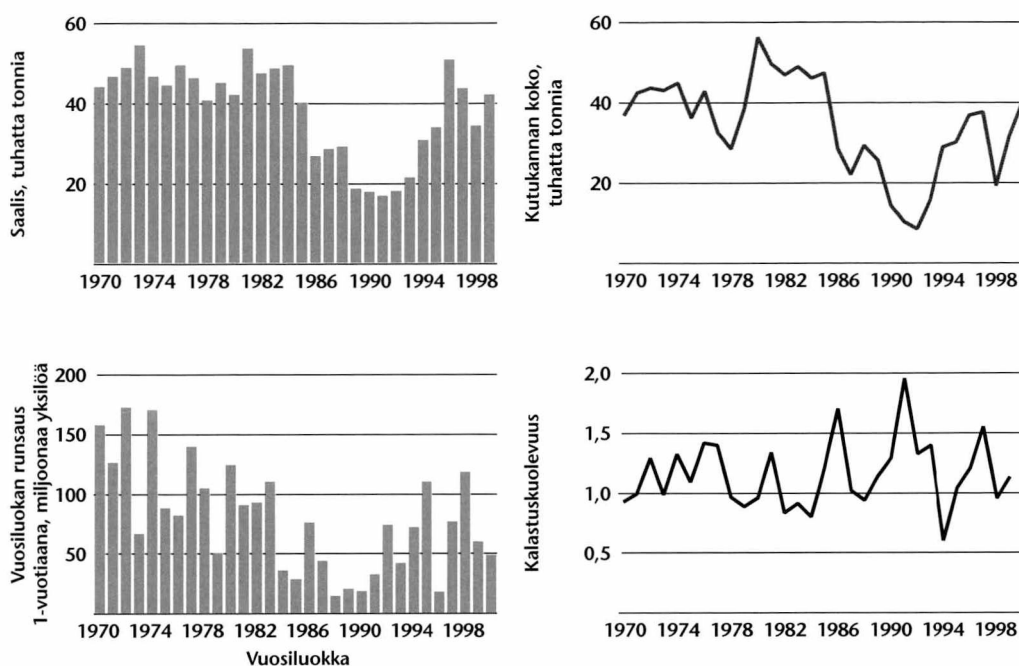 Saalis, tuhatta tonnia
60
40
20
1970 1974 1978 1982 1986 1990 1994 1998
Kutukannan koko,
tuhatta tonnia
60
40
20
1970 1974 1978 1982 1986 1990 1994 1998
Vuosiluokan runsaus
1-vuotiaana, miljoonaa yksilöä
200
150
100
50
1970 1974 1978 1982 1986 1990 1994 1998
Vuosiluokka
Kalastuskuolevuus
2,0
1,5
1,0
0,5
1970 1974 1978 1982 1986 1990 1994 1998